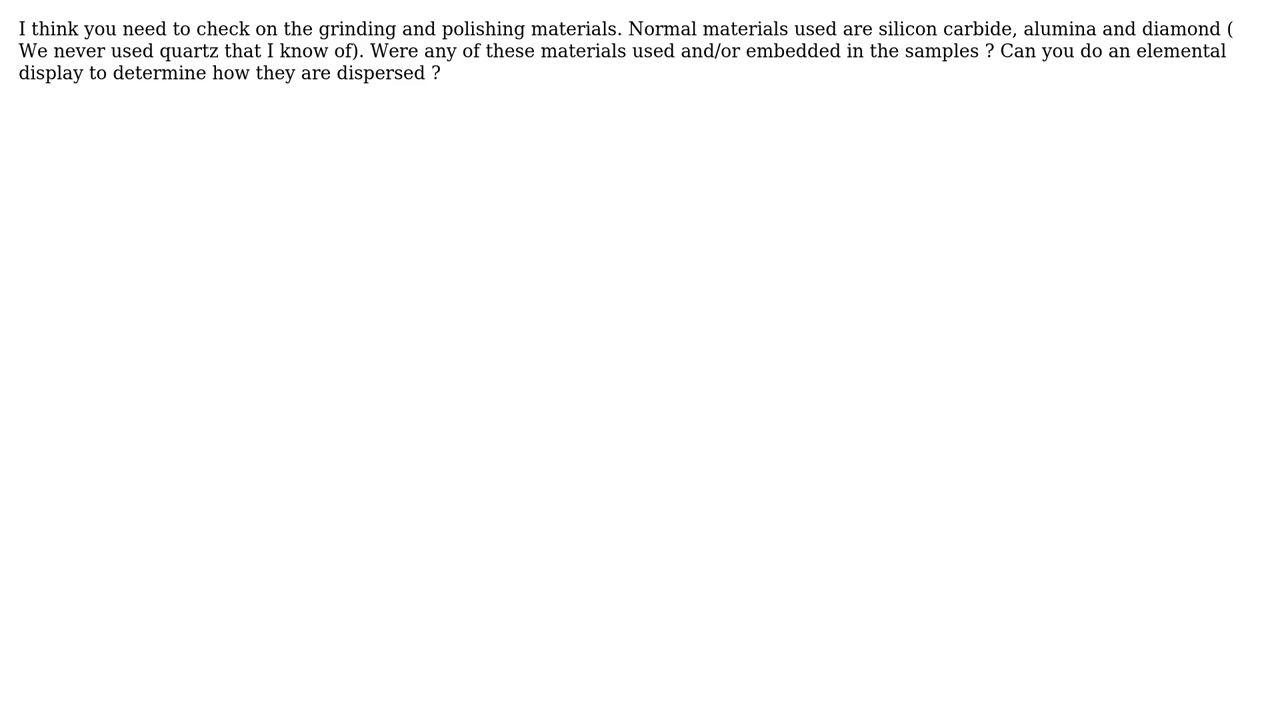 I think you need to check on the grinding and polishing materials. Normal materials used are silicon carbide, alumina and diamond (
We never used quartz that I know of). Were any of these materials used and/or embedded in the samples ? Can you do an elemental
display to determine how they are dispersed ?